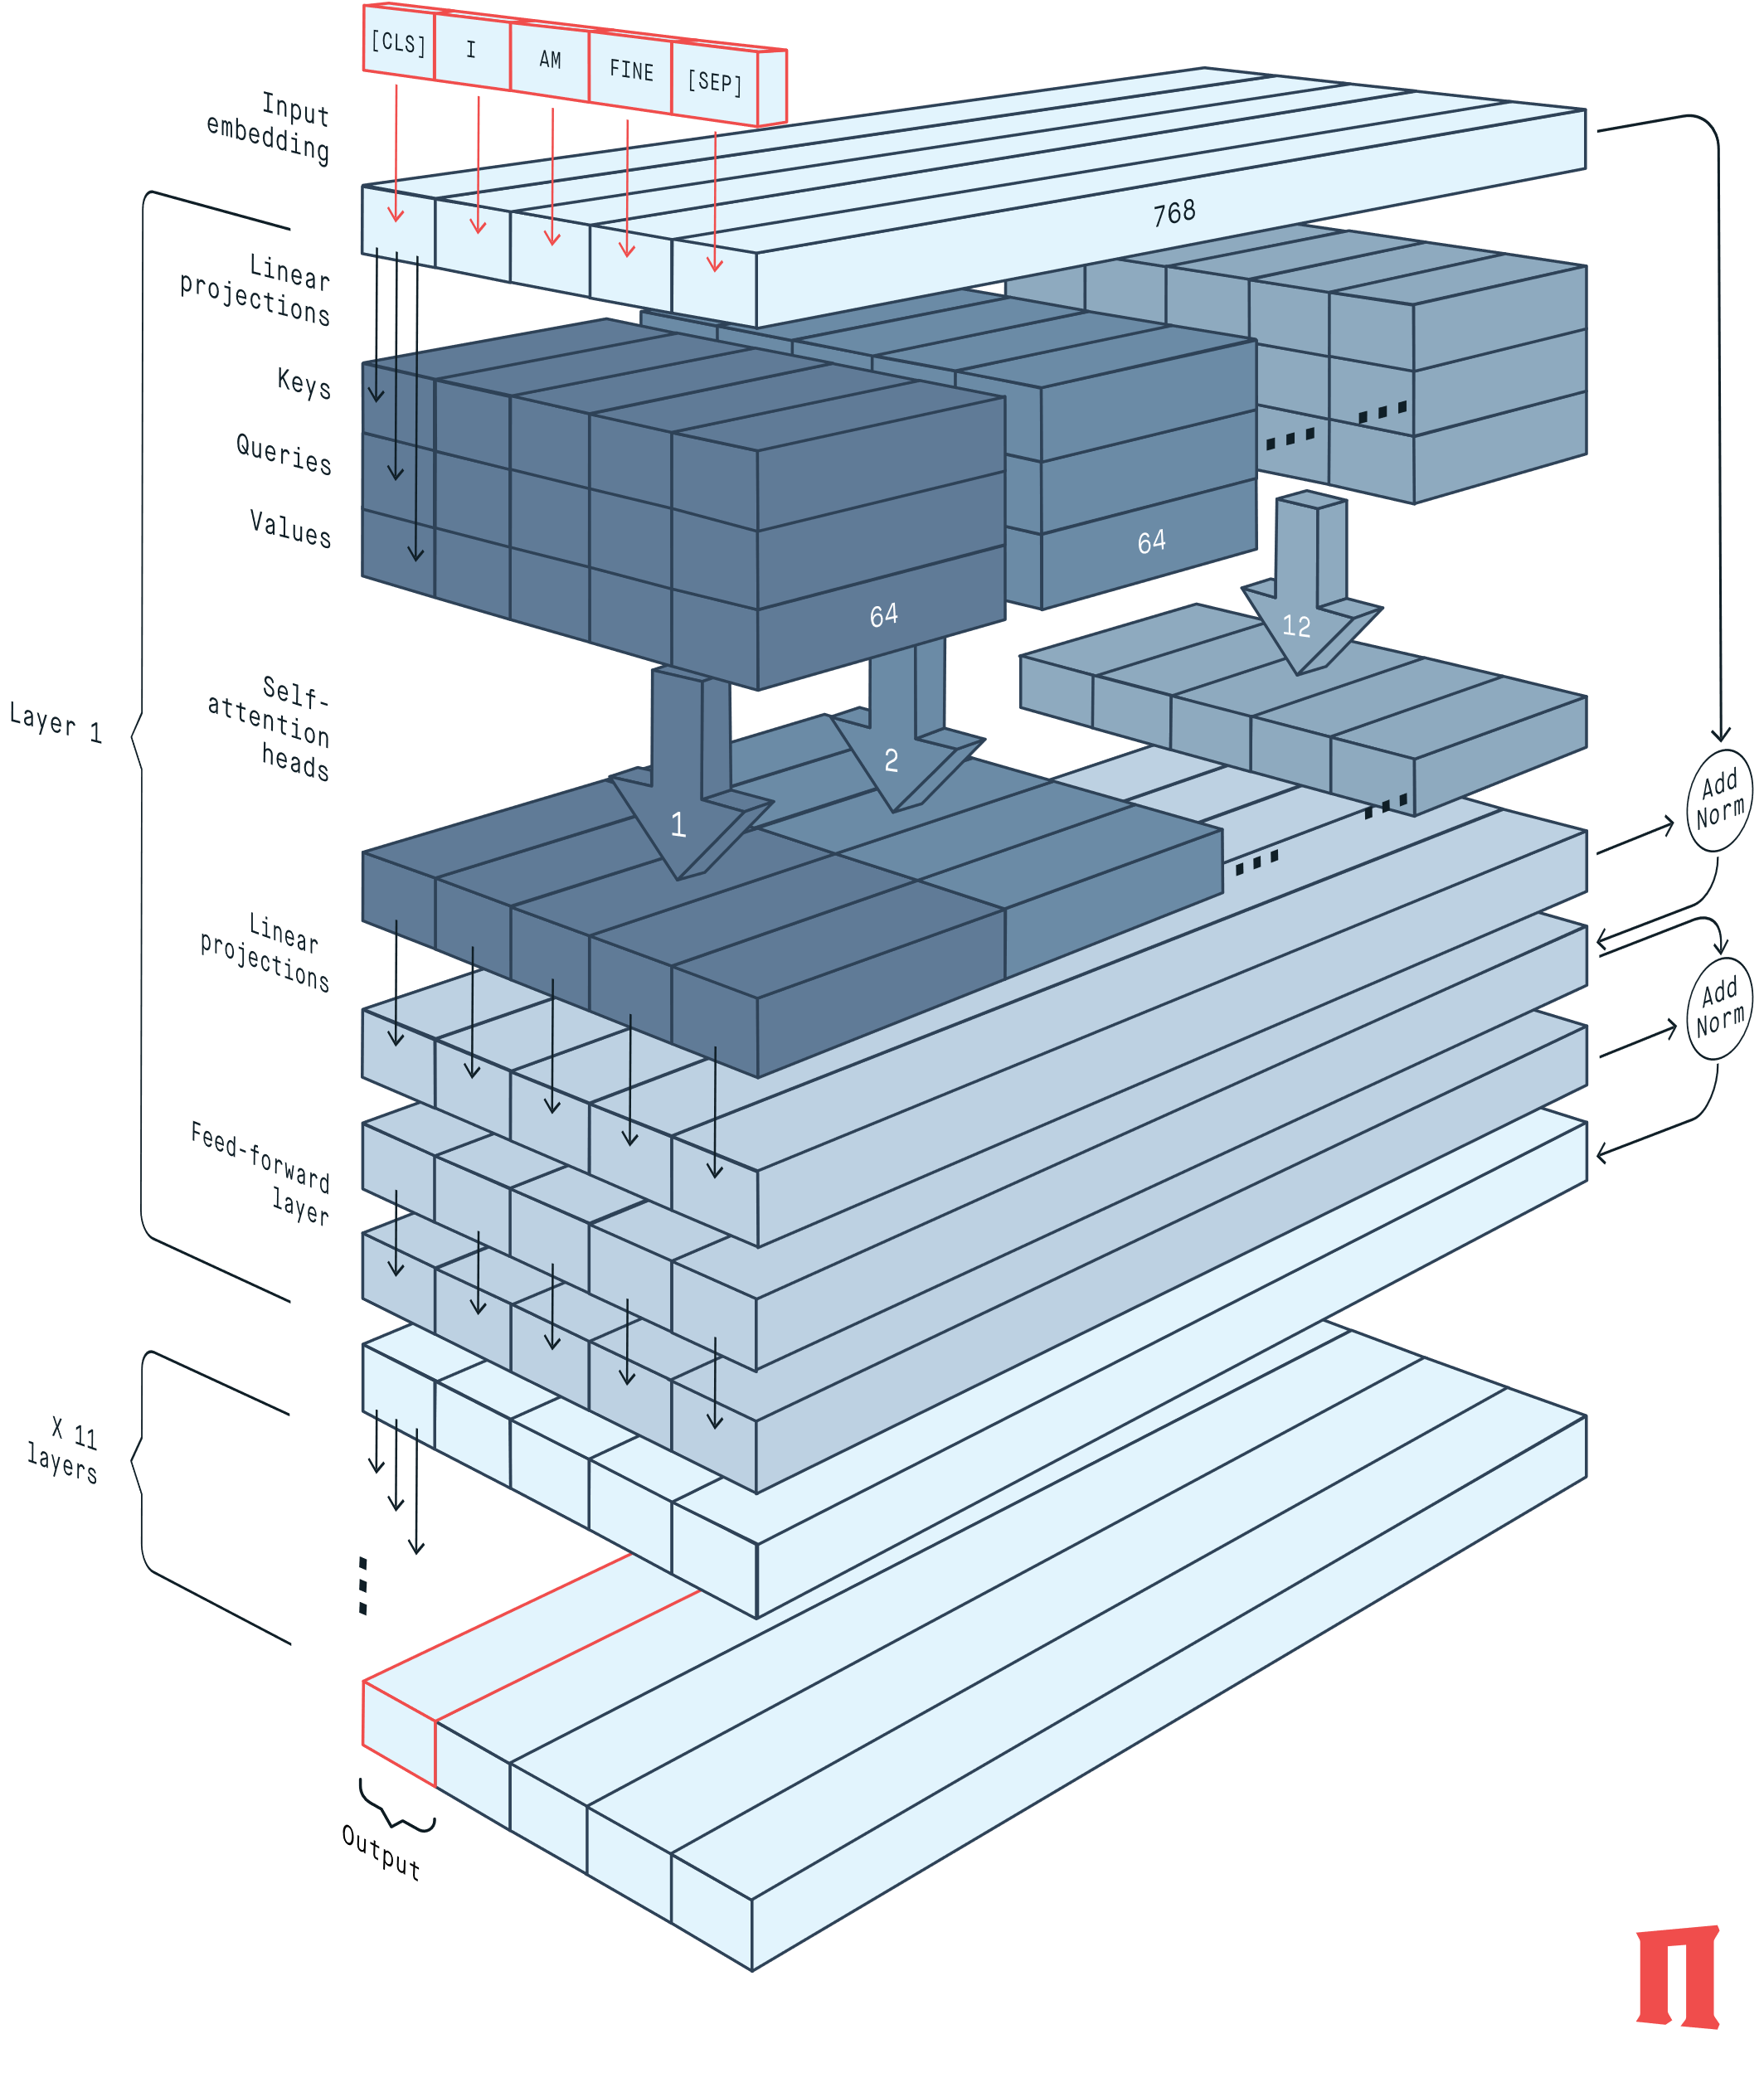 [CLS] I AM FINE [SEP]
Input
embedding
768
Linear
projections
Keys
Queries
Values
64
64
12
Self-
attention
heads
Layer 1
1
2
Add
Norm
Linear
projections
Add
Norm
Feed-forward
layer
X 11
layers
Output